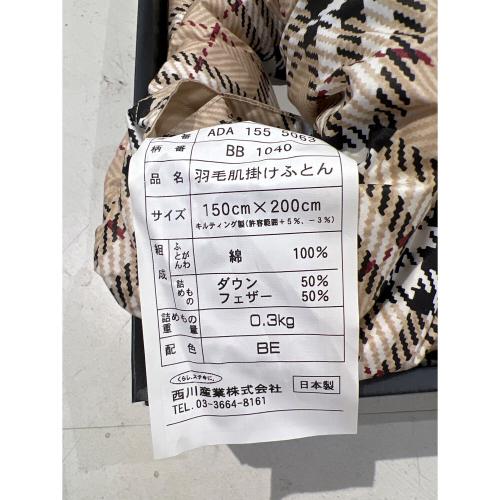 番 ADA 155 5063
柄番 BB 1040
品名 羽毛肌掛けふとん
サイズ 150cm×200cm
キルティング製(許容範囲+5%、-3%)
組成 ふとんがわ 綿 100%
詰めもの ダウン 50%
フェザー 50%
詰めもの重量 0.3kg
配色 BE
くらし、ステキに。
西川産業株式会社 日本製
TEL. 03-3664-8161